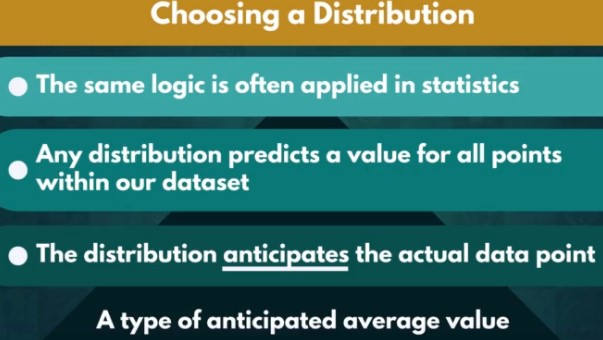 Choosing a Distribution
The same logic is often applied in statistics
Any distribution predicts a value for all points
within our dataset
The distribution anticipates the actual data point
A type of anticipated average value